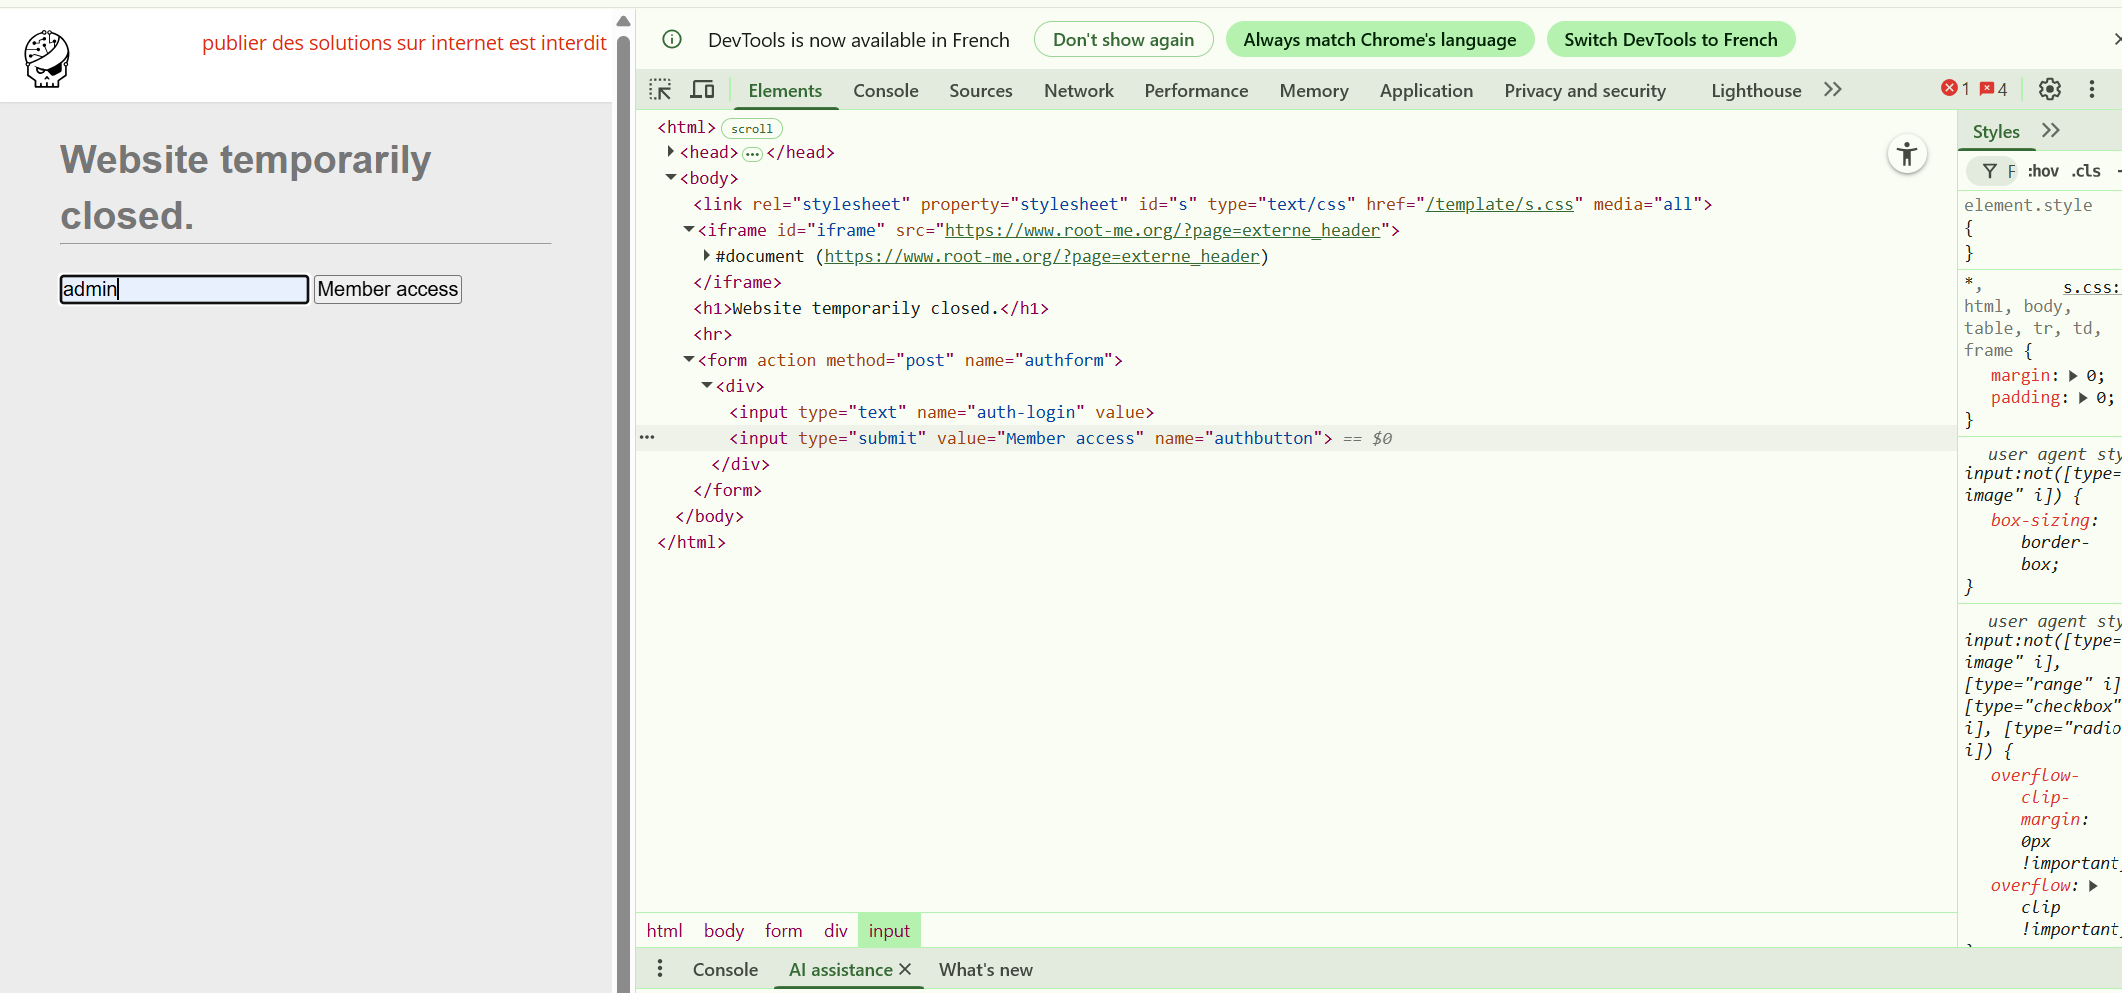 publier des solutions sur internet est interdit
Website temporarily
closed.
admin Member access
DevTools is now available in French Don't show again Always match Chrome's language Switch DevTools to French
Elements Console Sources Network Performance Memory Application Privacy and security Lighthouse 1 4
<html> scroll
<head> ... </head>
<body>
<link rel="stylesheet" property="stylesheet" id="s" type="text/css" href="/template/s.css" media="all">
<iframe id="iframe" src="https://www.root-me.org/?page=externe_header">
#document (https://www.root-me.org/?page=externe_header)
</iframe>
<h1>Website temporarily closed.</h1>
<hr>
<form action method="post" name="authform">
<div>
<input type="text" name="auth-login" value>
... <input type="submit" value="Member access" name="authbutton"> == $0
</div>
</form>
</body>
</html>
html body form div input
Console AI assistance What's new
Styles
F :hov .cls
element.style
{
}
*, s.css:
html, body,
table, tr, td,
frame {
margin: 0;
padding: 0;
}
user agent sty
input:not([type=
image" i]) {
box-sizing:
border-
box;
}
user agent sty
input:not([type=
image" i],
[type="range" i]
[type="checkbox"
i], [type="radio
i]) {
overflow-
clip-
margin:
0px
!important
overflow:
clip
!important